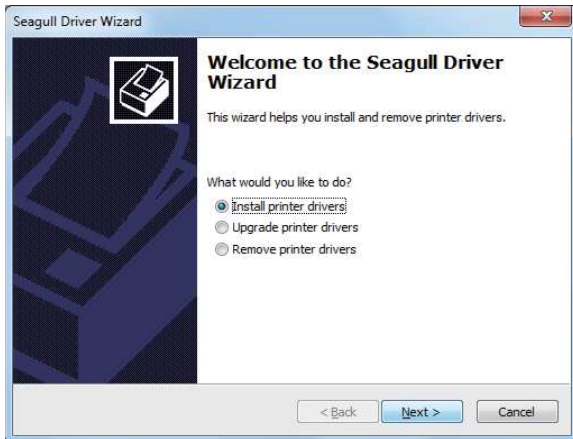 Seagull Driver Wizard
Welcome to the Seagull Driver
Wizard
This wizard helps you install and remove printer drivers.
What would you like to do?
Install printer drivers
Upgrade printer drivers
Remove printer drivers
< Back
Next >
Cancel